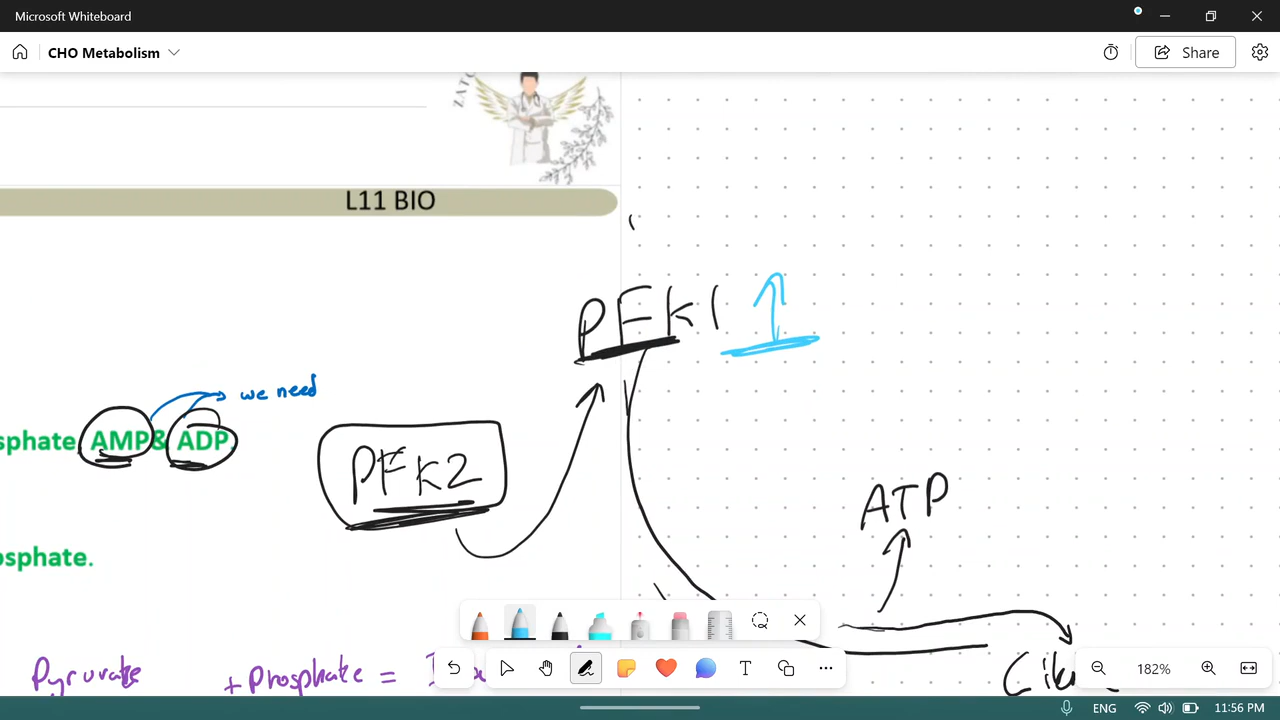 Microsoft Whiteboard
CHO Metabolism
Share
L11 BIO
PFK1
we need
sphate AMP& ADP
PFK2
ATP
osphate.
Pyruvate + Phosphate =
182%
ENG
11:56 PM